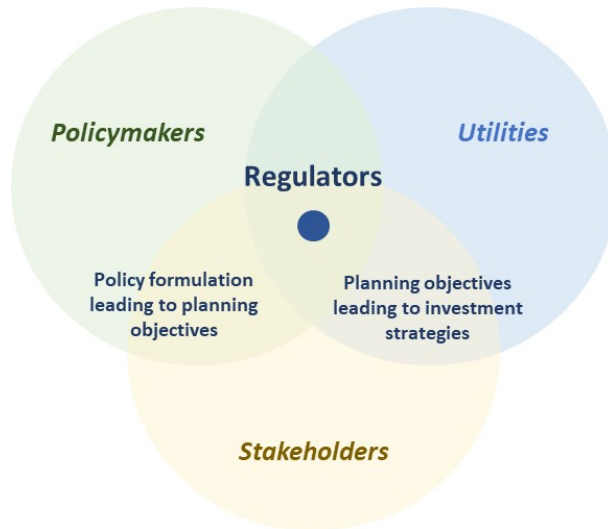 Policymakers
Utilities
Regulators
Policy formulation
leading to planning
objectives
Planning objectives
leading to investment
strategies
Stakeholders